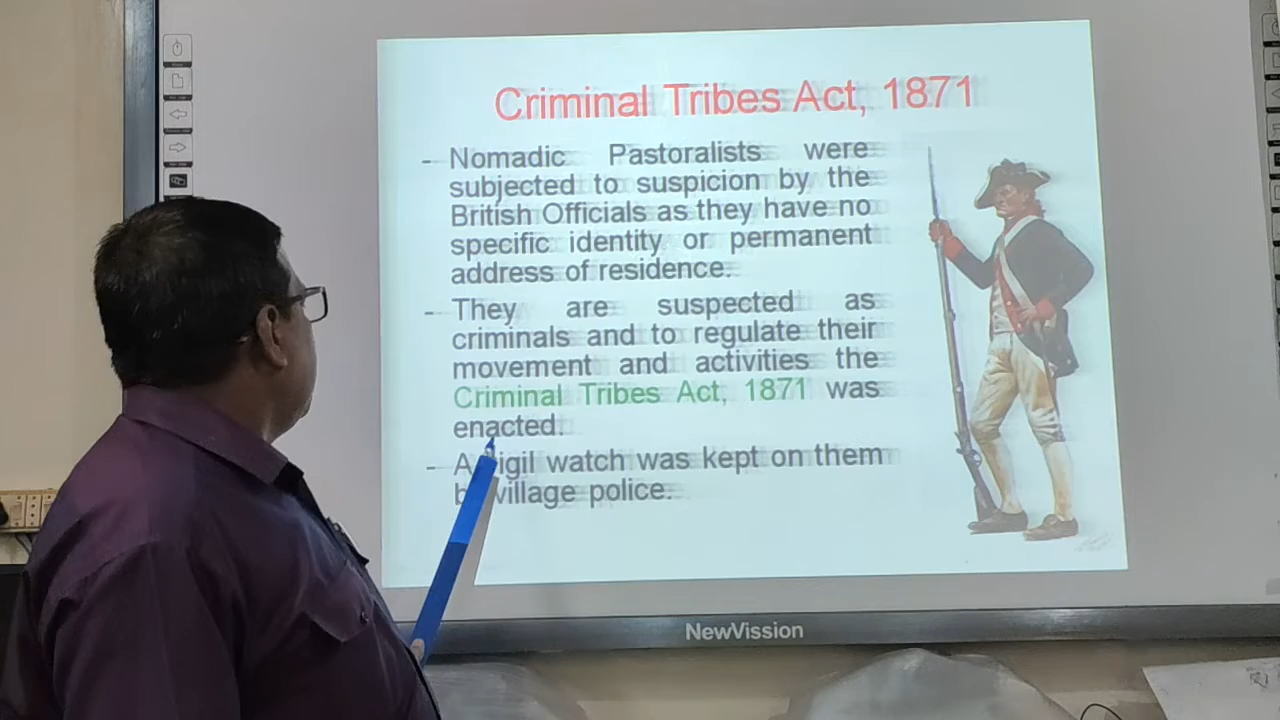 Criminal Tribes Act, 1871
- Nomadic Pastoralists were
subjected to suspicion by the
British Officials as they have no
specific identity or permanent
address of residence.
- They are suspected as
criminals and to regulate their
movement and activities the
Criminal Tribes Act, 1871 was
enacted.
- A vigil watch was kept on them
by village police.
NewVission